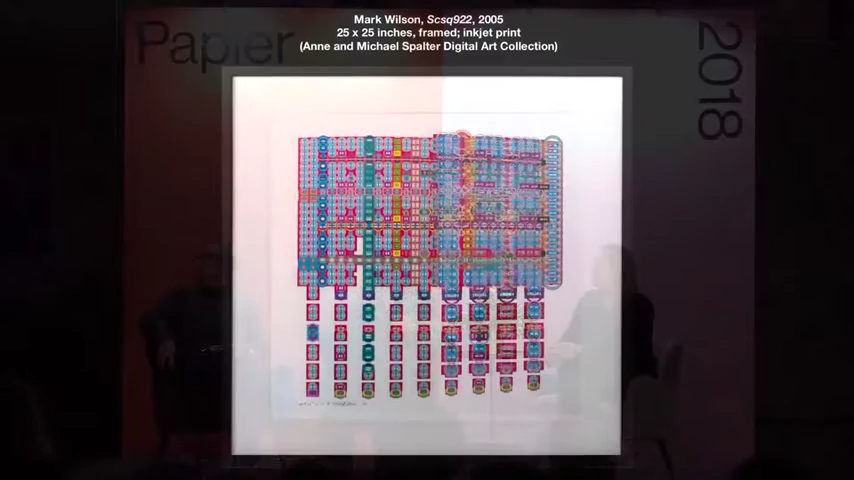 Mark Wilson, Scsq922, 2005
25 x 25 inches, framed; inkjet print
(Anne and Michael Spalter Digital Art Collection)
Papier
2018